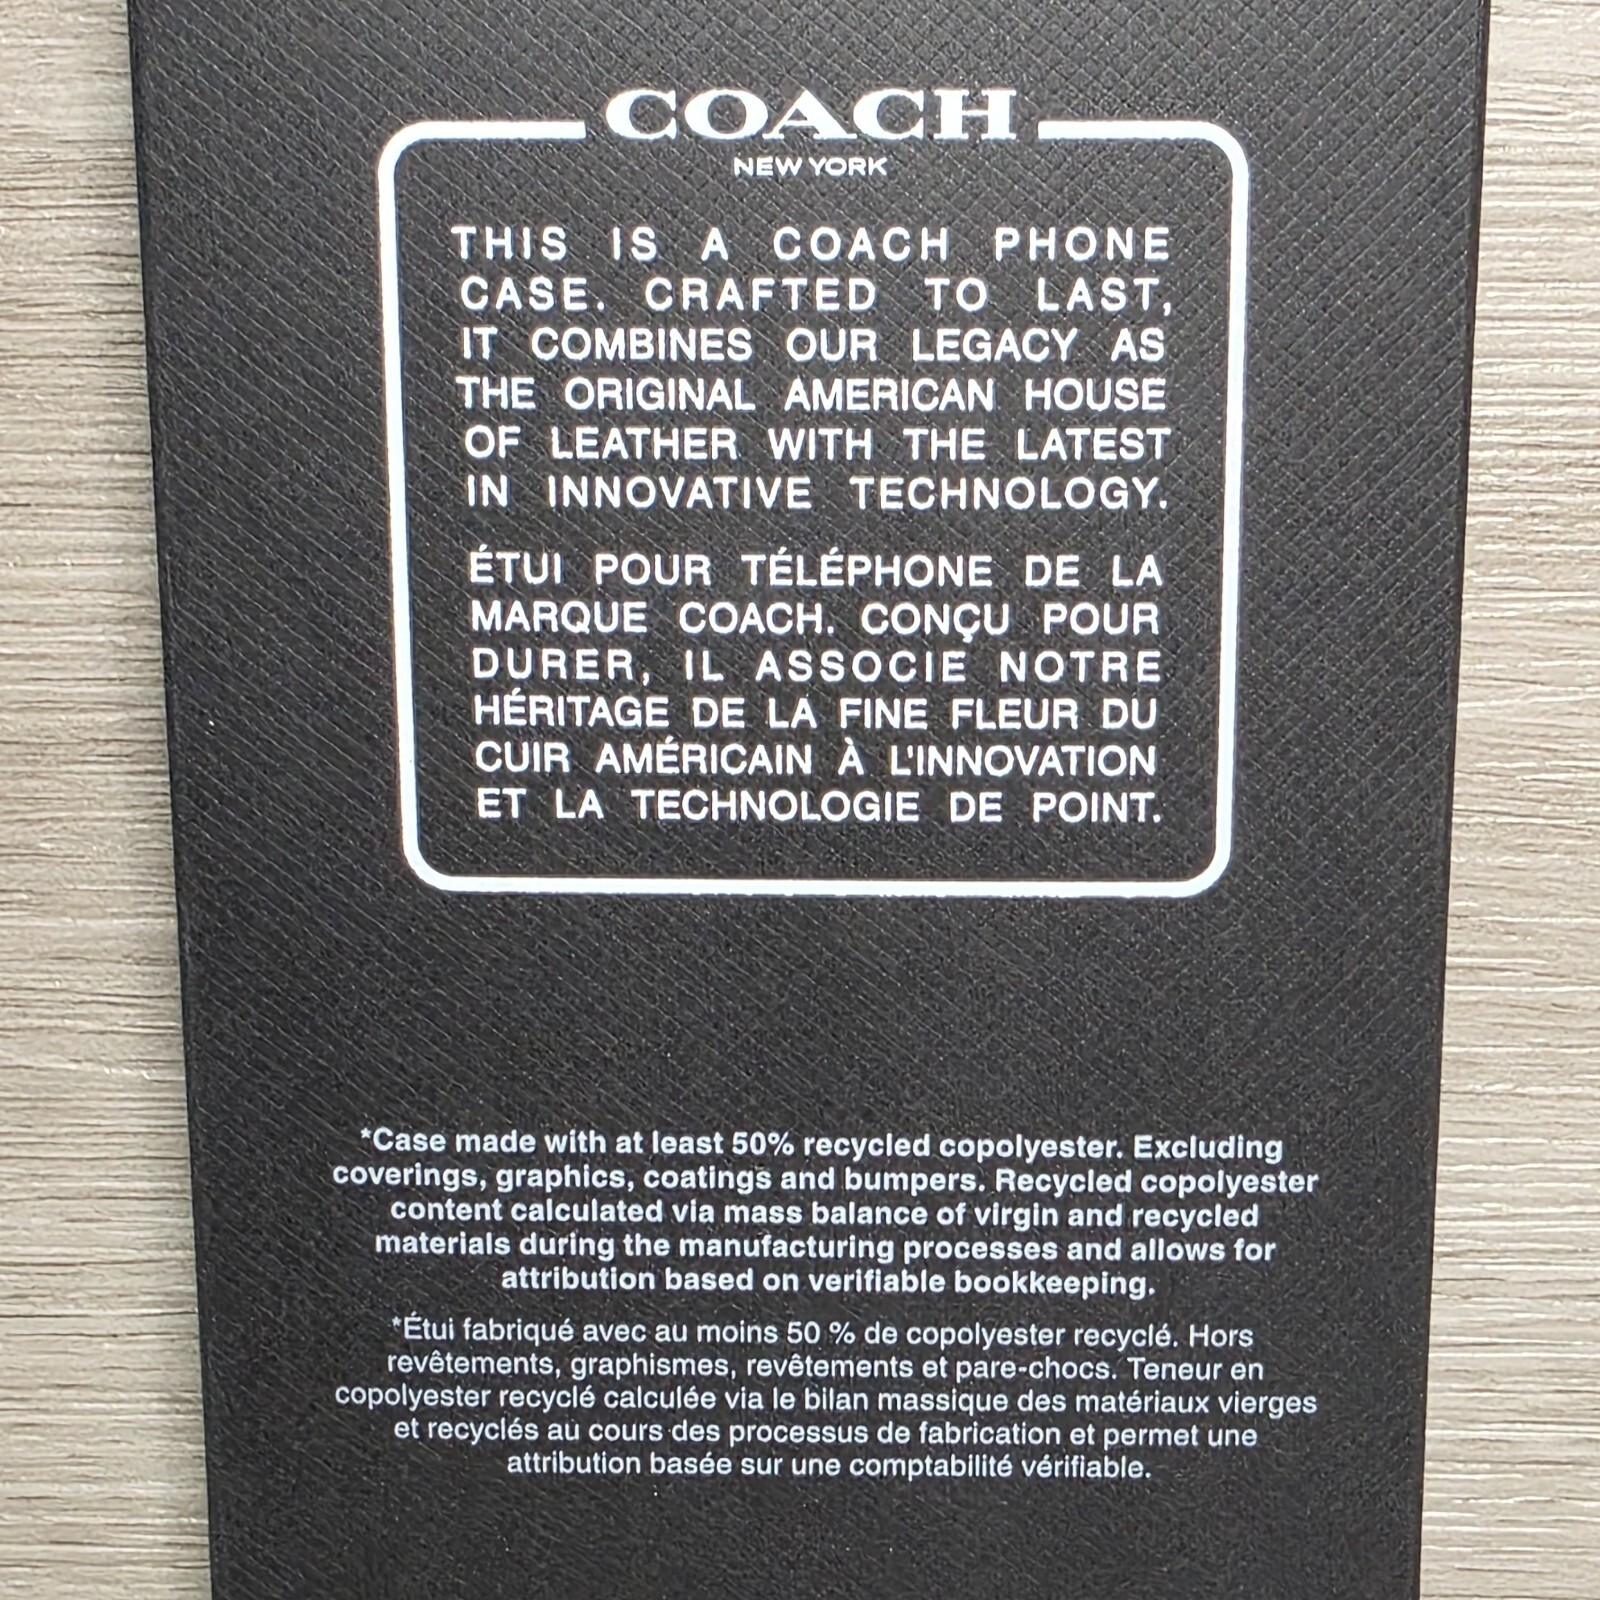 COACH
NEW YORK
THIS IS A COACH PHONE
CASE. CRAFTED TO LAST,
IT COMBINES OUR LEGACY AS
THE ORIGINAL AMERICAN HOUSE
OF LEATHER WITH THE LATEST
IN INNOVATIVE TECHNOLOGY.
ÉTUI POUR TÉLÉPHONE DE LA
MARQUE COACH. CONÇU POUR
DURER, IL ASSOCIE NOTRE
HÉRITAGE DE LA FINE FLEUR DU
CUIR AMÉRICAIN À L'INNOVATION
ET LA TECHNOLOGIE DE POINT.
*Case made with at least 50% recycled copolyester. Excluding
coverings, graphics, coatings and bumpers. Recycled copolyester
content calculated via mass balance of virgin and recycled
materials during the manufacturing processes and allows for
attribution based on verifiable bookkeeping.
*Étui fabriqué avec au moins 50 % de copolyester recyclé. Hors
revêtements, graphismes, revêtements et pare-chocs. Teneur en
copolyester recyclé calculée via le bilan massique des matériaux vierges
et recyclés au cours des processus de fabrication et permet une
attribution basée sur une comptabilité vérifiable.